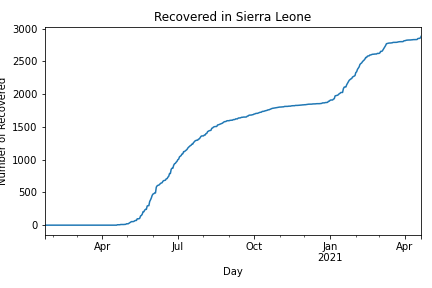 Recovered in Sierra Leone
Number of Recovered
3000
2500
2000
1500
1000
500
0
Apr
Jul
Oct
Jan
2021
Apr
Day